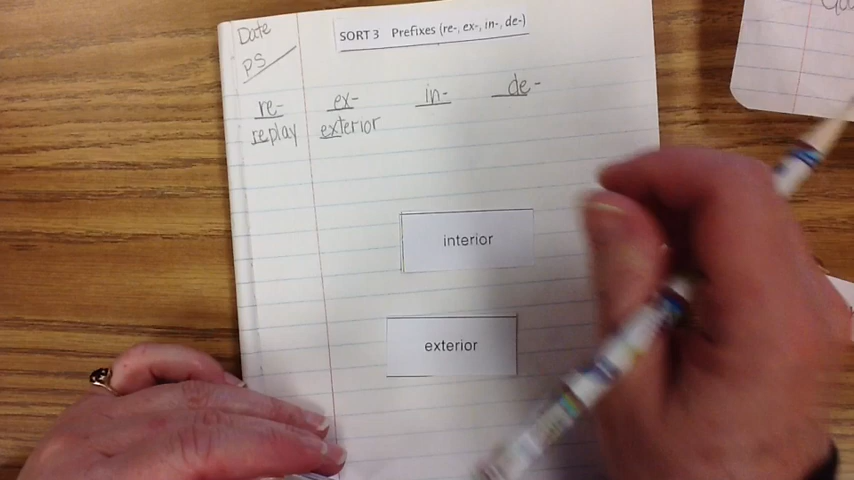 Date
PS
SORT 3 Prefixes (re-, ex-, in-, de-)
re- ex- in- de-
replay exterior
interior
exterior